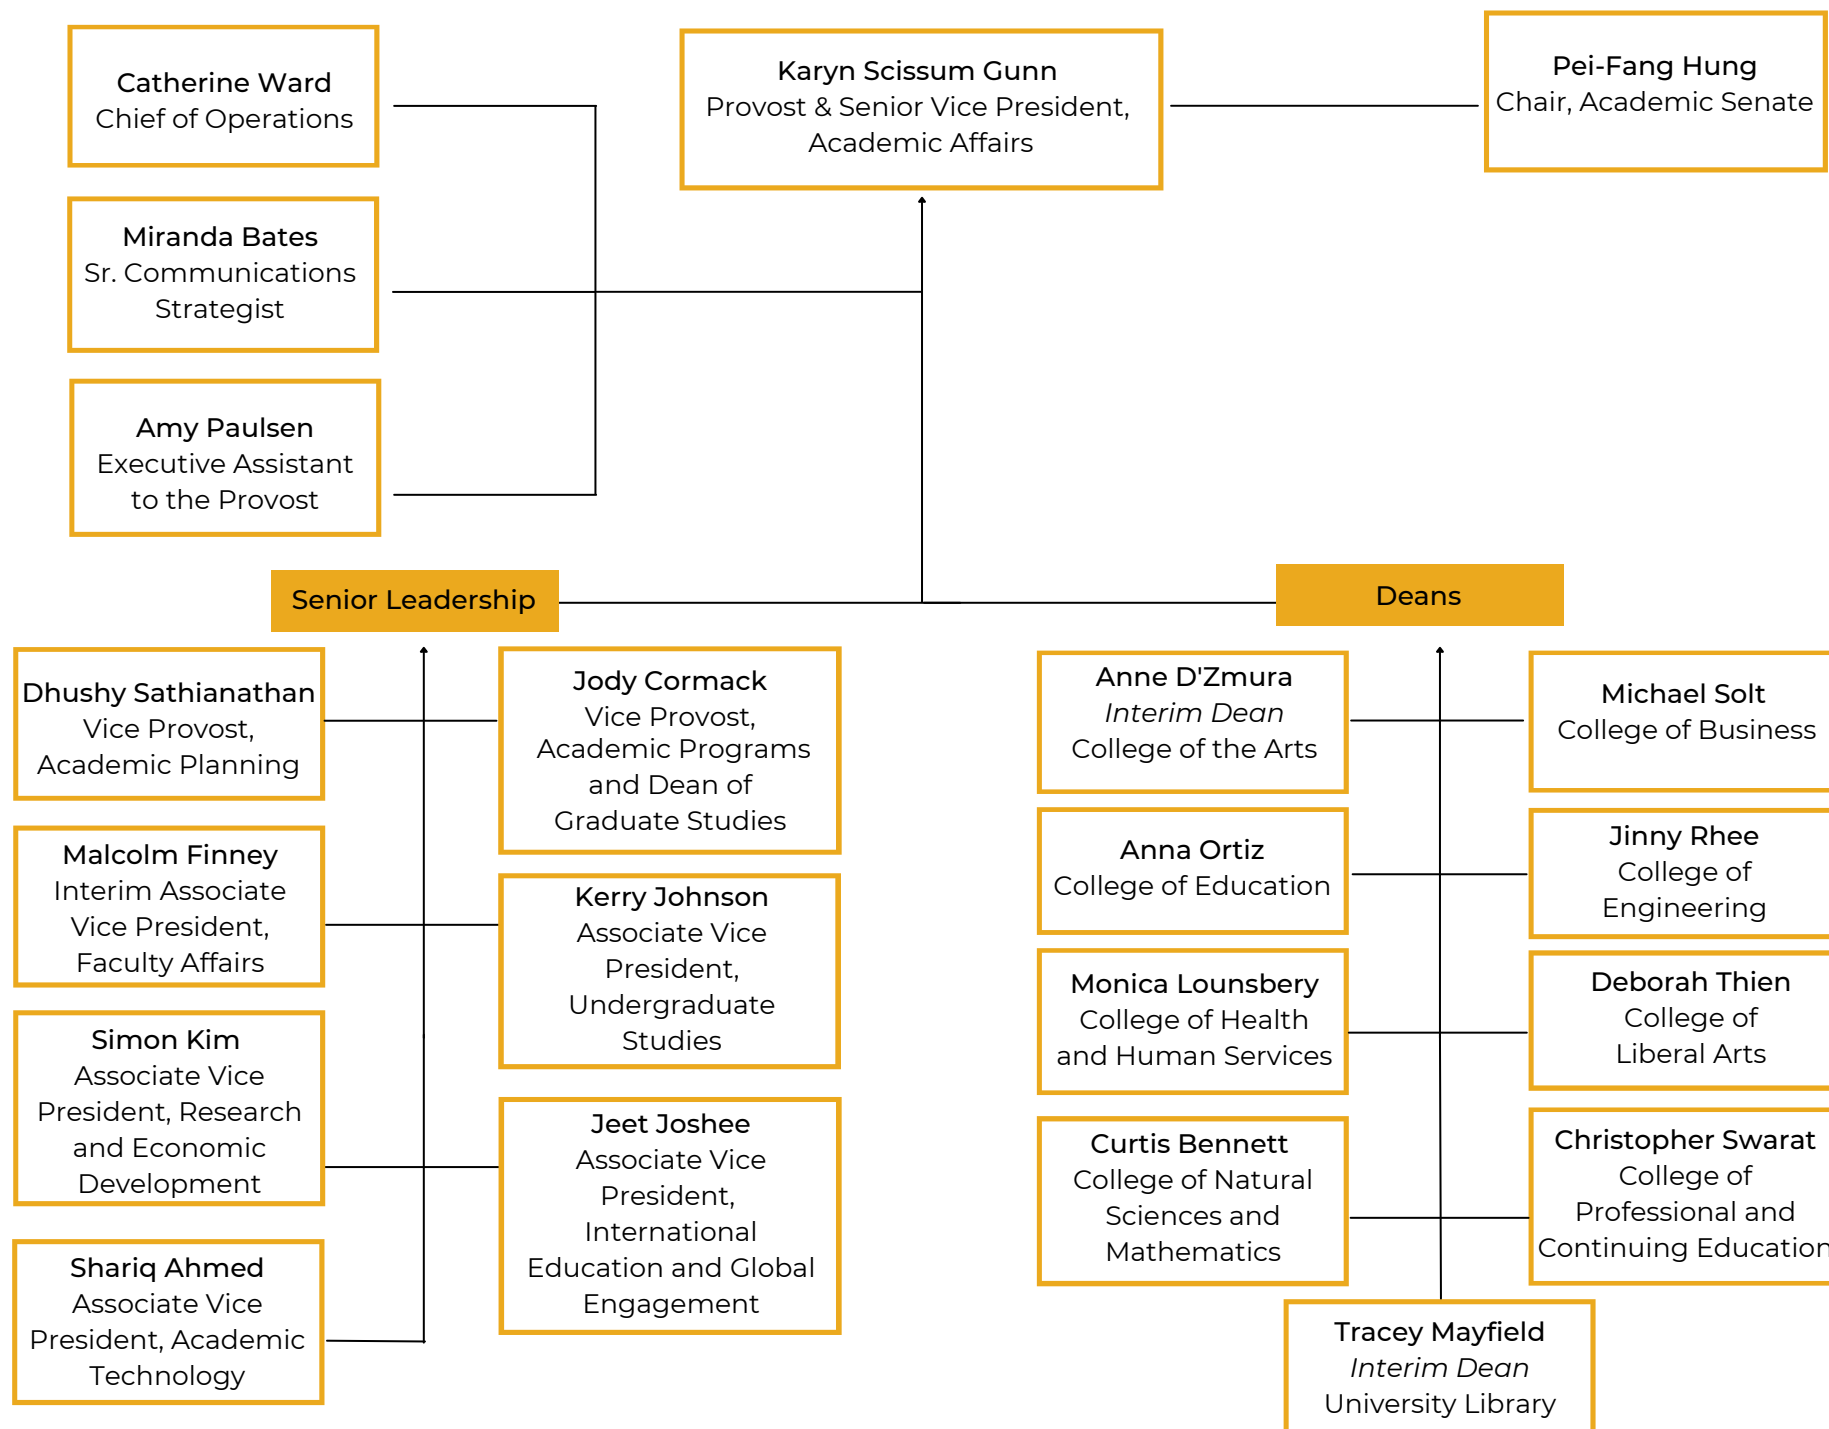 Catherine Ward
Chief of Operations
Karyn Scissum Gunn
Provost & Senior Vice President,
Academic Affairs
Pei-Fang Hung
Chair, Academic Senate
Miranda Bates
Sr. Communications
Strategist
Amy Paulsen
Executive Assistant
to the Provost
Senior Leadership
Dhushy Sathianathan
Vice Provost,
Academic Planning
Jody Cormack
Vice Provost,
Academic Programs
and Dean of
Graduate Studies
Malcolm Finney
Interim Associate
Vice President,
Faculty Affairs
Kerry Johnson
Associate Vice
President,
Undergraduate
Studies
Simon Kim
Associate Vice
President, Research
and Economic
Development
Jeet Joshee
Associate Vice
President,
International
Education and Global
Engagement
Shariq Ahmed
Associate Vice
President, Academic
Technology
Deans
Anne D'Zmura
Interim Dean
College of the Arts
Michael Solt
College of Business
Anna Ortiz
College of Education
Jinny Rhee
College of
Engineering
Monica Lounsbery
College of Health
and Human Services
Deborah Thien
College of
Liberal Arts
Curtis Bennett
College of Natural
Sciences and
Mathematics
Christopher Swarat
College of
Professional and
Continuing Education
Tracey Mayfield
Interim Dean
University Library